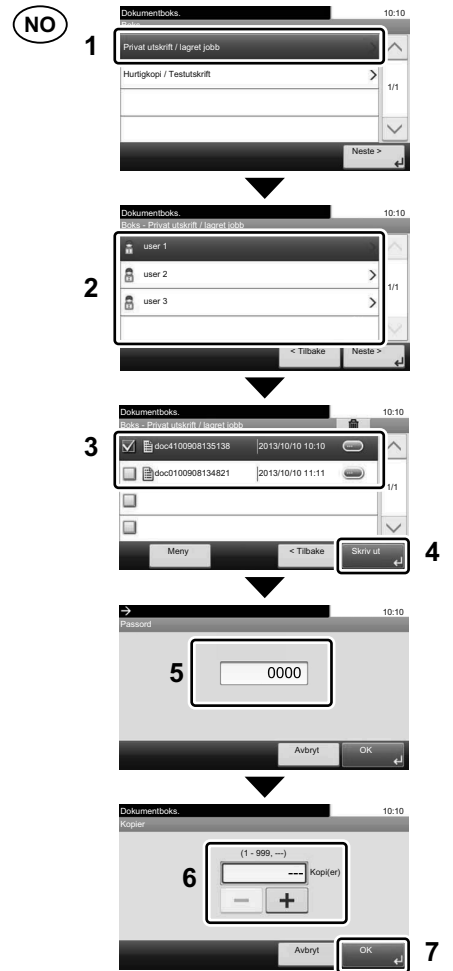 NO
Dokumentboks. 10:10
Boks
1
Privat utskrift / lagret jobb
Hurtigkopi / Testutskrift
1/1
Neste >
Dokumentboks. 10:10
Boks - Privat utskrift / lagret jobb
2
user 1
user 2
user 3
1/1
< Tilbake Neste >
Dokumentboks. 10:10
Boks - Privat utskrift / lagret jobb
3
doc4100908135138 2013/10/10 10:10 ...
doc0100908134821 2013/10/10 11:11 ...
1/1
Meny < Tilbake Skriv ut 4
10:10
Passord
5 0000
Avbryt OK
Dokumentboks. 10:10
Kopier
(1 - 999, ---)
6 --- Kopi(er)
Avbryt OK 7